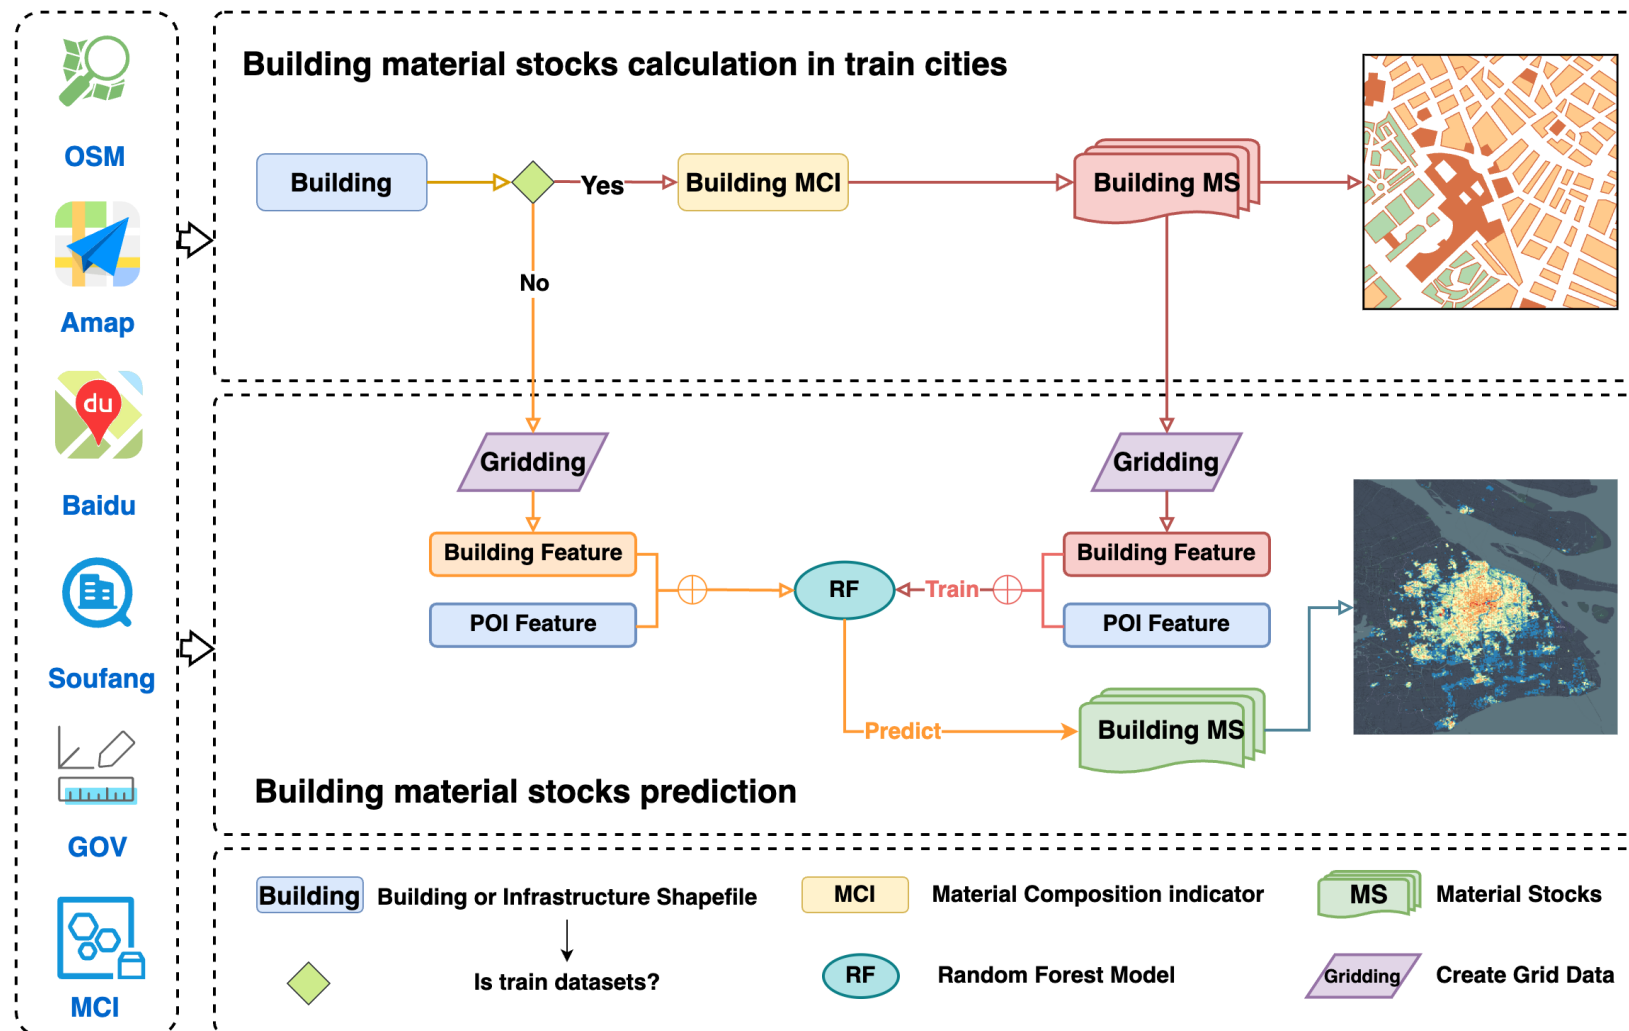 OSM
Amap
du
Baidu
Soufang
GOV
MCI
Building material stocks calculation in train cities
Building
Yes
Building MCI
Building MS
No
Gridding
Gridding
Building Feature
POI Feature
RF
Train
Building Feature
POI Feature
Predict
Building MS
Building material stocks prediction
Building
Building or Infrastructure Shapefile
MCI
Material Composition indicator
MS
Material Stocks
Is train datasets?
RF
Random Forest Model
Gridding
Create Grid Data